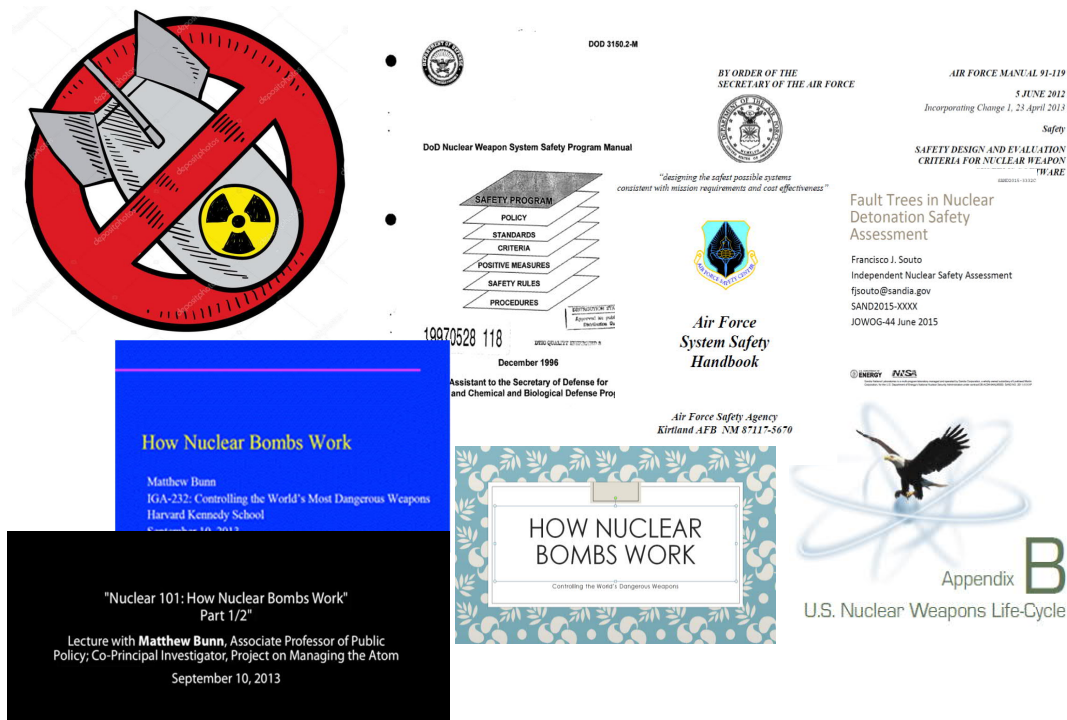 DOD 3150.2-M
DoD Nuclear Weapon System Safety Program Manual
SAFETY PROGRAM
POLICY
STANDARDS
CRITERIA
POSITIVE MEASURES
SAFETY RULES
PROCEDURES
19970528 118
December 1996
Assistant to the Secretary of Defense for
and Chemical and Biological Defense
BY ORDER OF THE
SECRETARY OF THE AIR FORCE
"designing the safest possible systems
consistent with mission requirements and cost effectiveness"
AIR FORCE SAFETY CENTER
Air Force
System Safety
Handbook
Air Force Safety Agency
Kirtland AFB NM 87117-5670
AIR FORCE MANUAL 91-119
5 JUNE 2012
Incorporating Change 1, 23 April 2013
Safety
SAFETY DESIGN AND EVALUATION
CRITERIA FOR NUCLEAR WEAPON
Fault Trees in Nuclear
Detonation Safety
Assessment
Francisco J. Souto
Independent Nuclear Safety Assessment
fjsouto@sandia.gov
SAND2015-XXXX
JOWOG-44 June 2015
ENERGY
NNSA
How Nuclear Bombs Work
Matthew Bunn
IGA-232: Controlling the World's Most Dangerous Weapons
Harvard Kennedy School
September 10, 2013
"Nuclear 101: How Nuclear Bombs Work"
Part 1/2"
Lecture with Matthew Bunn, Associate Professor of Public
Policy; Co-Principal Investigator, Project on Managing the Atom
September 10, 2013
HOW NUCLEAR
BOMBS WORK
Controlling the World's Dangerous Weapons
Appendix B
U.S. Nuclear Weapons Life-Cycle
depositphotos